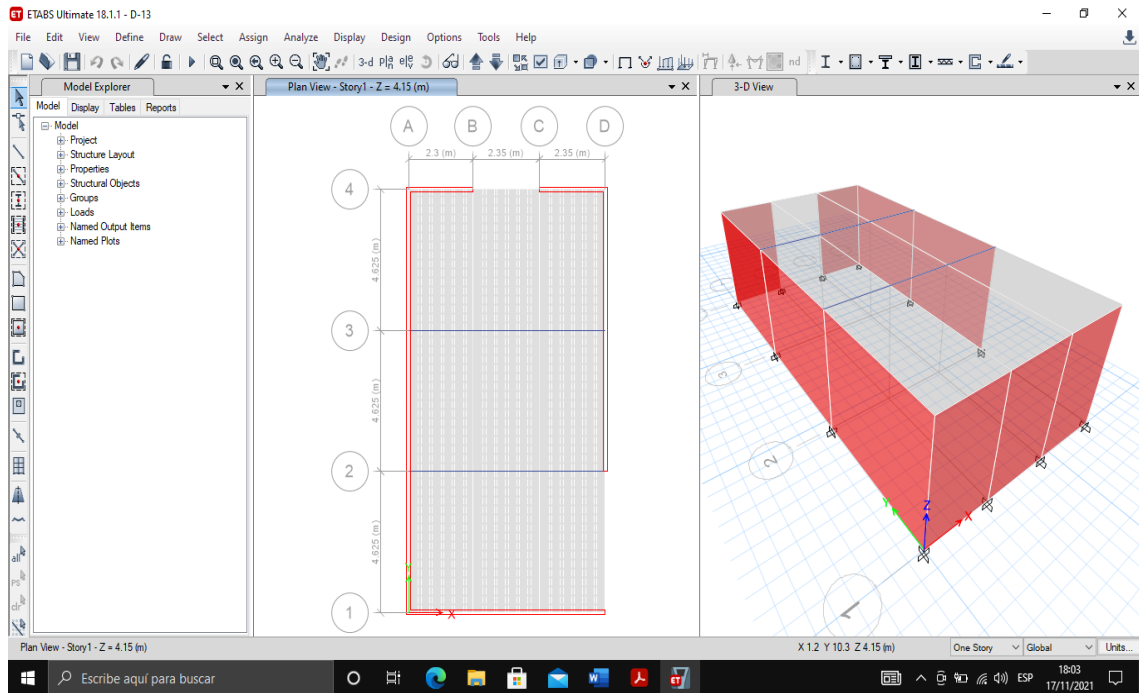 ETABS Ultimate 18.1.1 - D-13
File Edit View Define Draw Select Assign Analyze Display Design Options Tools Help
3-d nd
Model Explorer
Model Display Tables Reports
Model
Project
Structure Layout
Properties
Structural Objects
Groups
Loads
Named Output Items
Named Plots
all
ps
clr
Plan View - Story1 - Z = 4.15 (m)
A B C D
2.3 (m) 2.35 (m) 2.35 (m)
4
4.625 (m)
3
4.625 (m)
2
4.625 (m)
1
X
3-D View
3
2
1
Y Z X
Plan View - Story1 - Z = 4.15 (m)
X 1.2 Y 10.3 Z 4.15 (m)
One Story Global Units...
Escribe aquí para buscar
ESP
18:03
17/11/2021